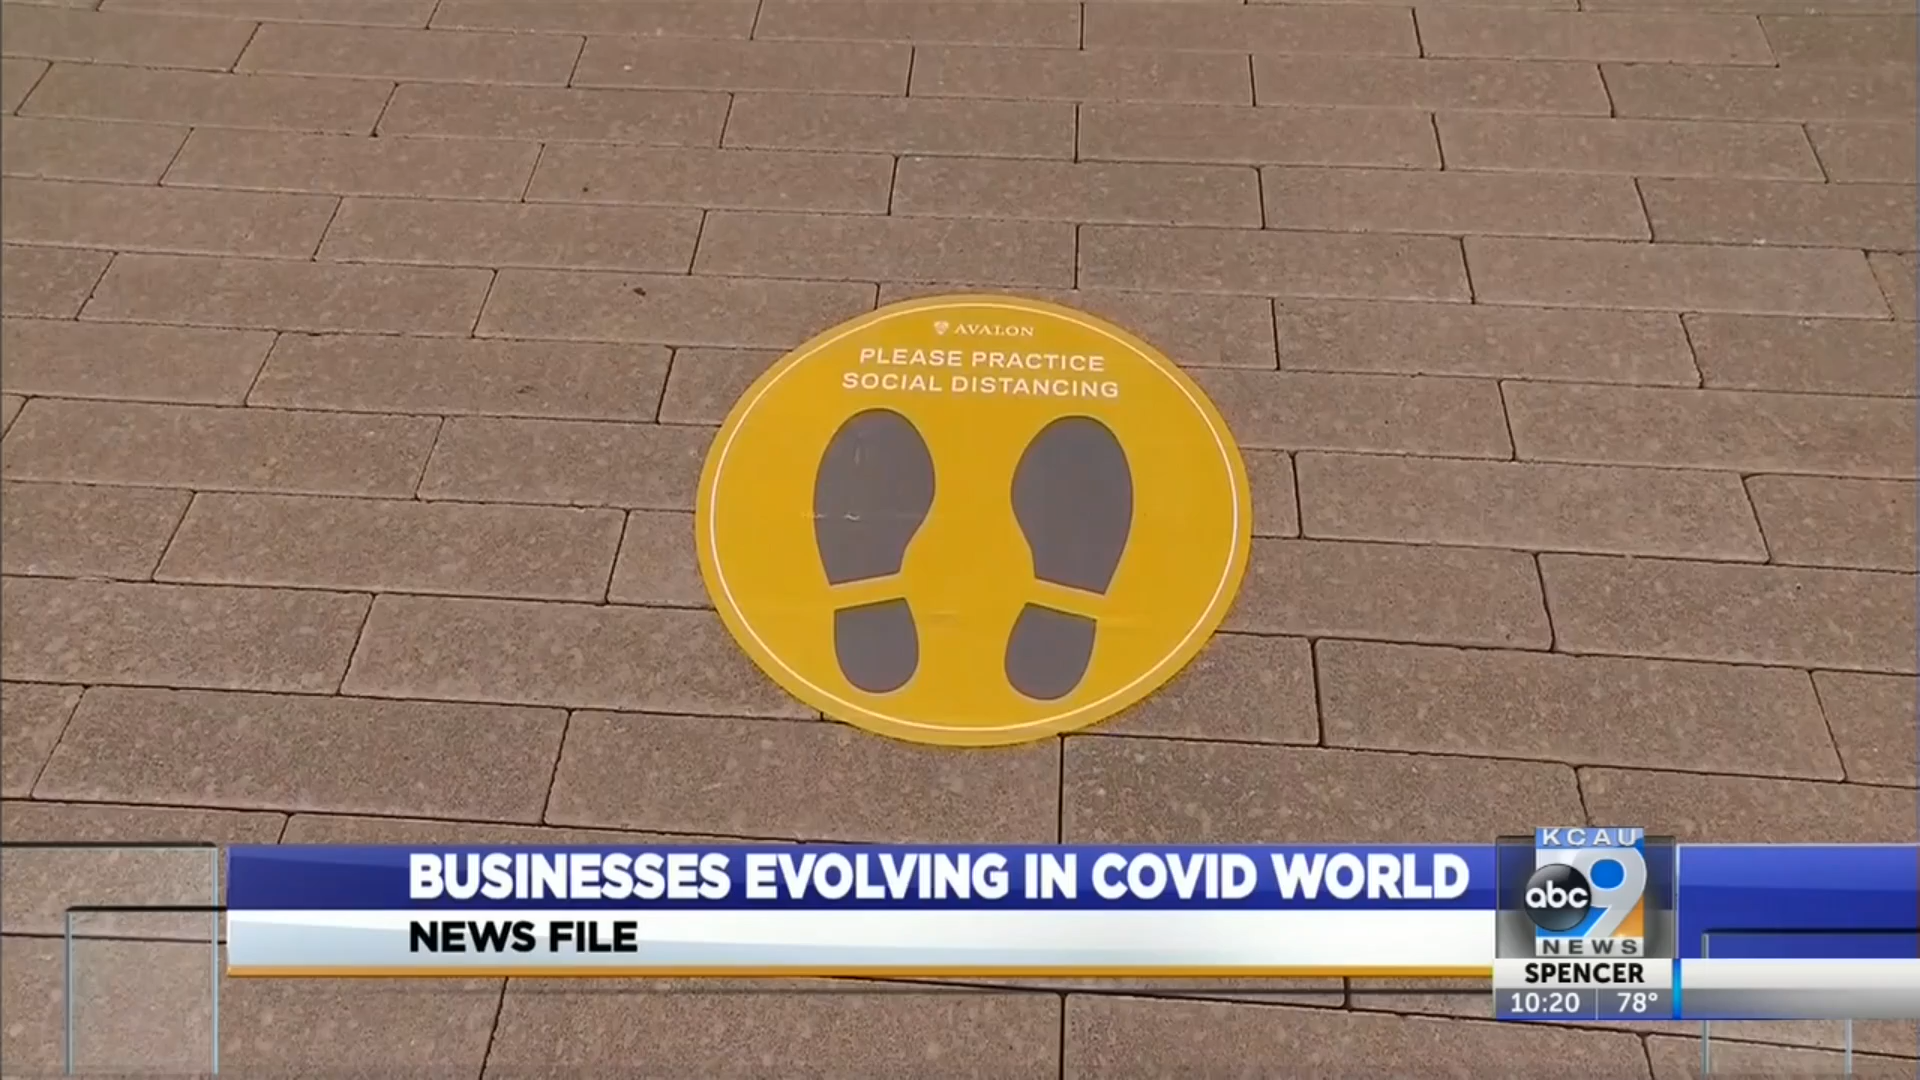 AVALON
PLEASE PRACTICE
SOCIAL DISTANCING
BUSINESSES EVOLVING IN COVID WORLD
NEWS FILE
KCAU
abc 9
NEWS
SPENCER
10:20 78°